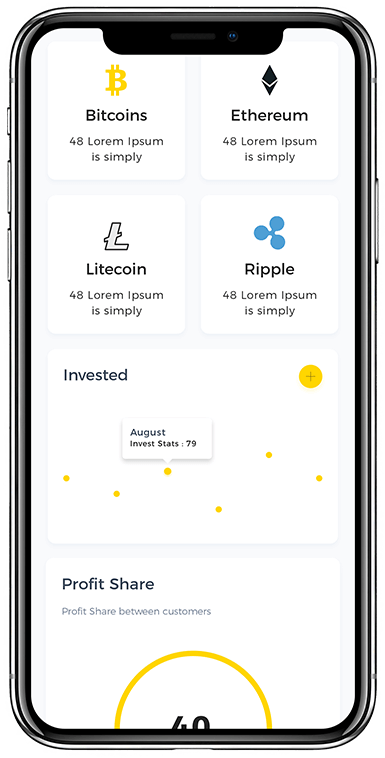 Bitcoins
48 Lorem Ipsum
is simply
Ethereum
48 Lorem Ipsum
is simply
Litecoin
48 Lorem Ipsum
is simply
Ripple
48 Lorem Ipsum
is simply
Invested
August
Invest Stats : 79
Profit Share
Profit Share between customers
40